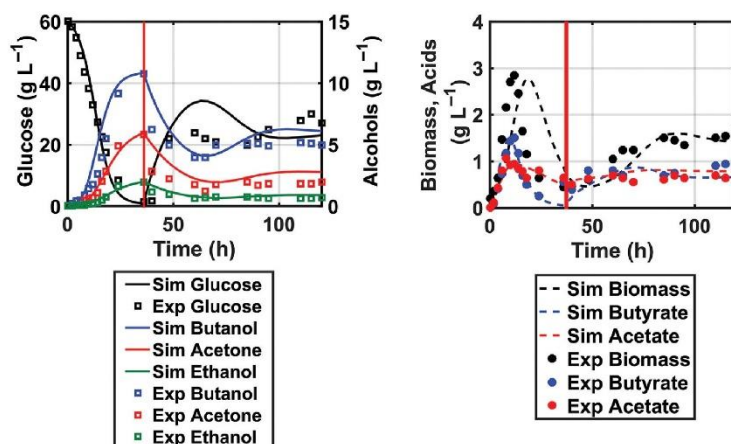 60
40
20
0
Glucose (g L⁻¹)
15
10
5
0
Alcohols (g L⁻¹)
0 50 100
Time (h)
Sim Glucose
Exp Glucose
Sim Butanol
Sim Acetone
Sim Ethanol
Exp Butanol
Exp Acetone
Exp Ethanol
4
3
2
1
0
Biomass, Acids
(g L⁻¹)
0 50 100
Time (h)
Sim Biomass
Sim Butyrate
Sim Acetate
Exp Biomass
Exp Butyrate
Exp Acetate